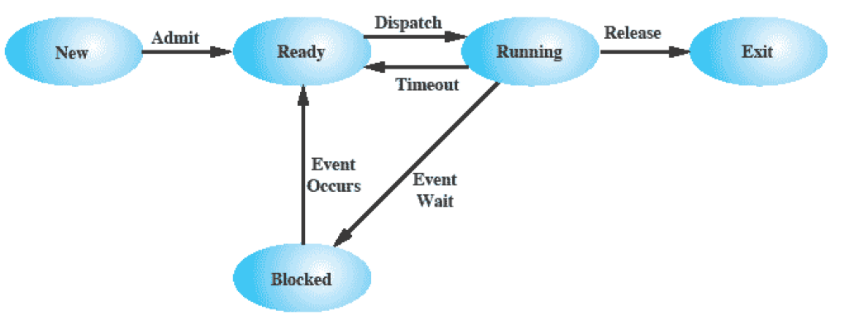 Dispatch
Admit
Release
New
Ready
Running
Exit
Timeout
Event
Occurs
Event
Wait
Blocked